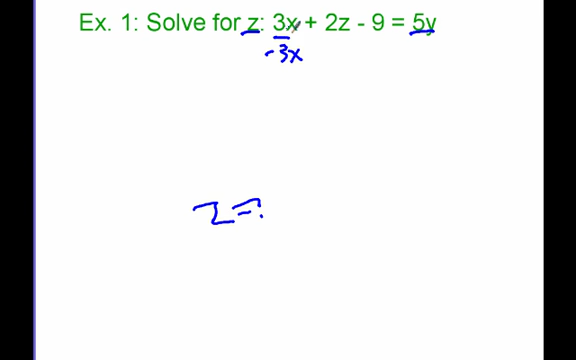 Ex. 1: Solve for z: 3x + 2z - 9 = 5y
-3x
z=?